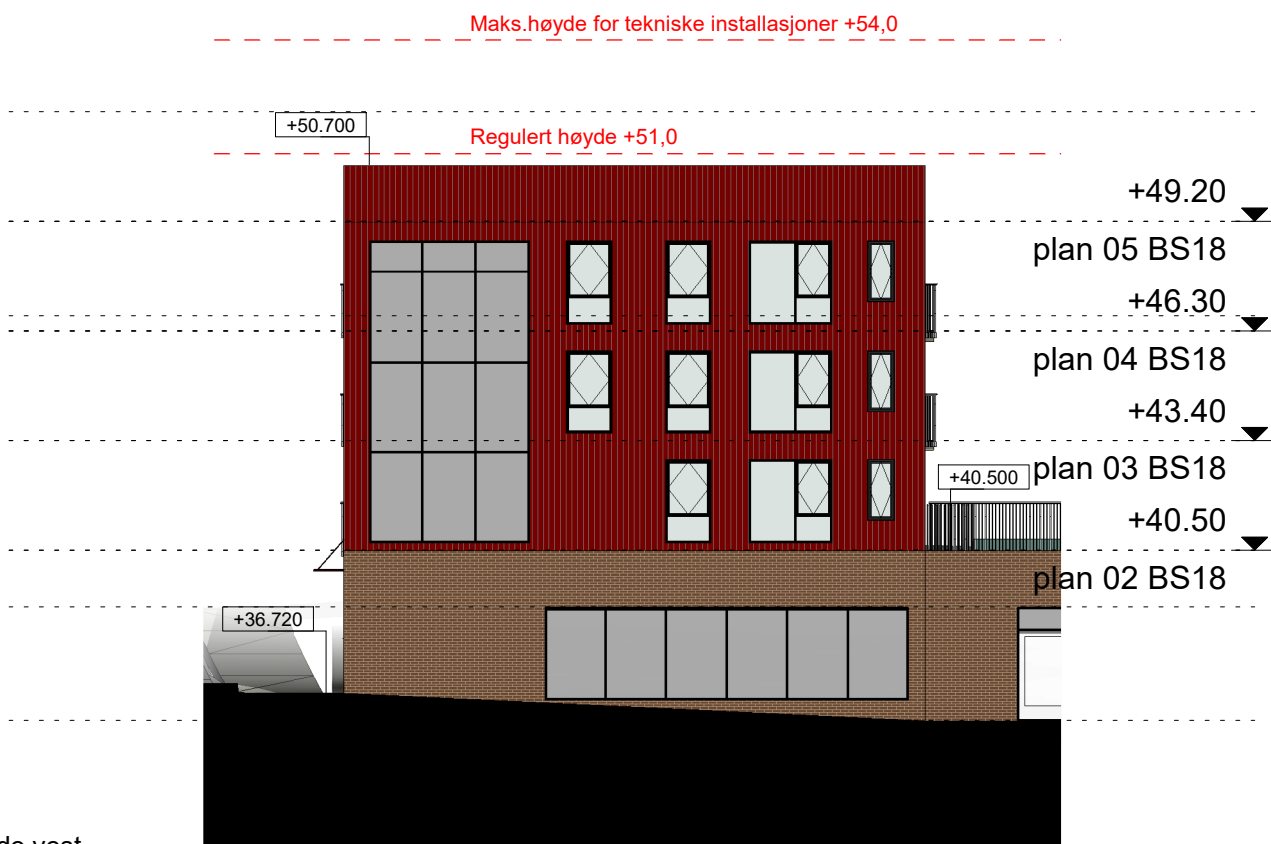 Maks.høyde for tekniske installasjoner +54,0
+50.700
Regulert høyde +51,0
+49.20
plan 05 BS18
+46.30
plan 04 BS18
+43.40
plan 03 BS18
+40.500
+40.50
plan 02 BS18
+36.720